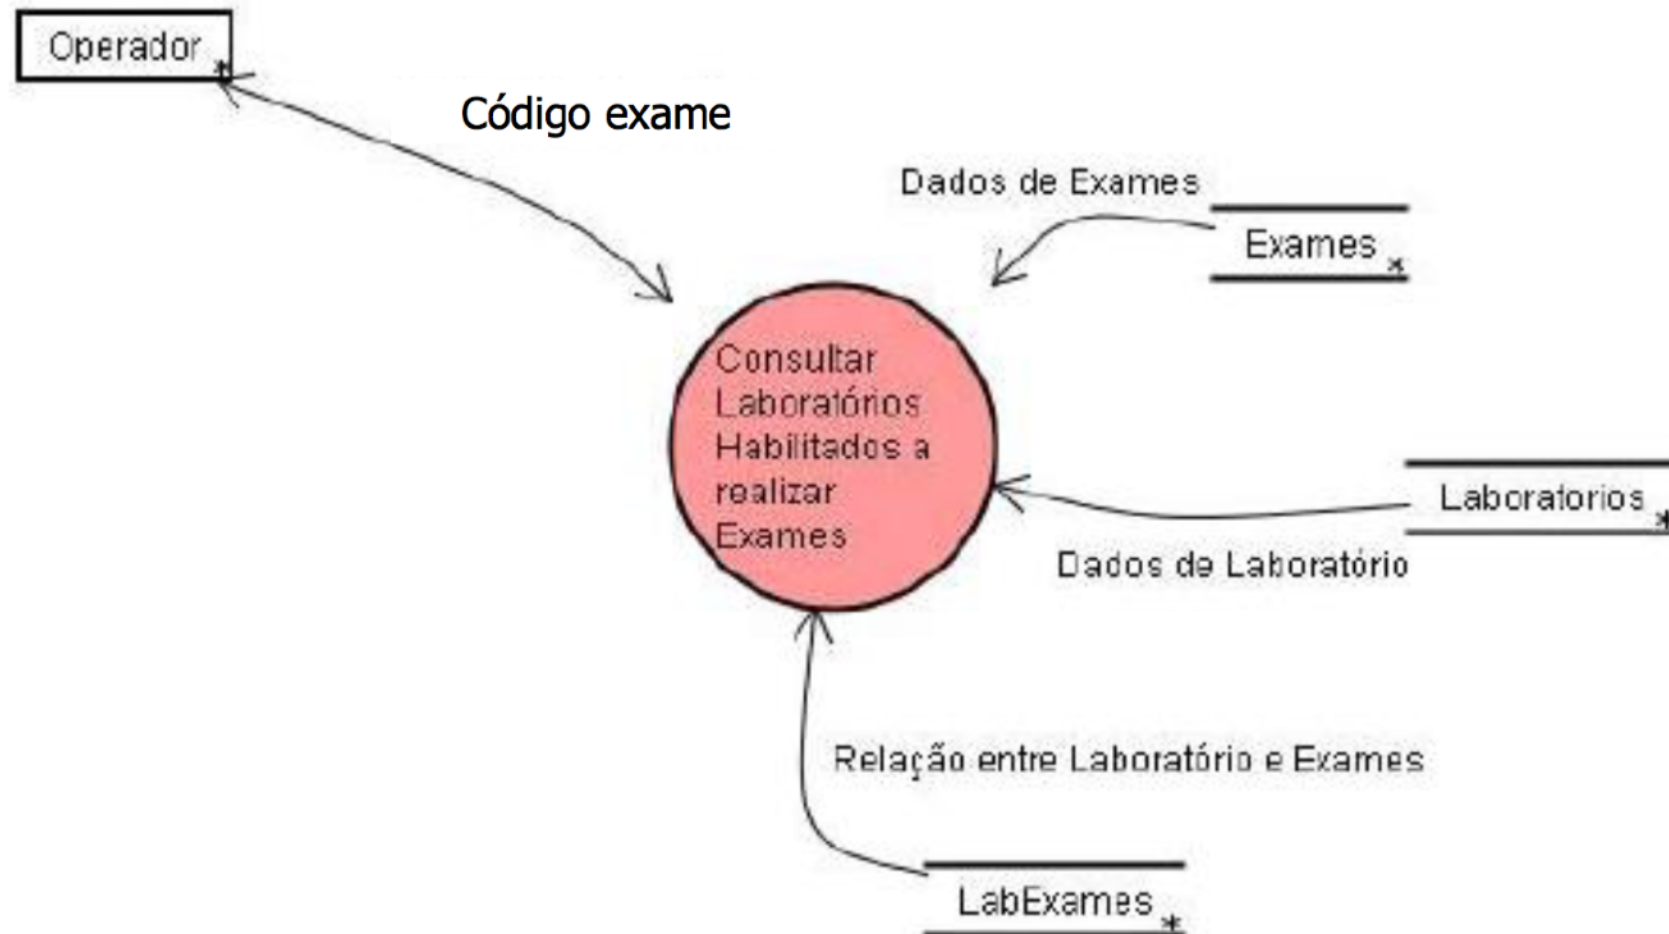 Operador *
Código exame
Dados de Exames
Exames *
Consultar
Laboratórios
Habilitados a
realizar
Exames
Laboratorios *
Dados de Laboratório
Relação entre Laboratório e Exames
LabExames *